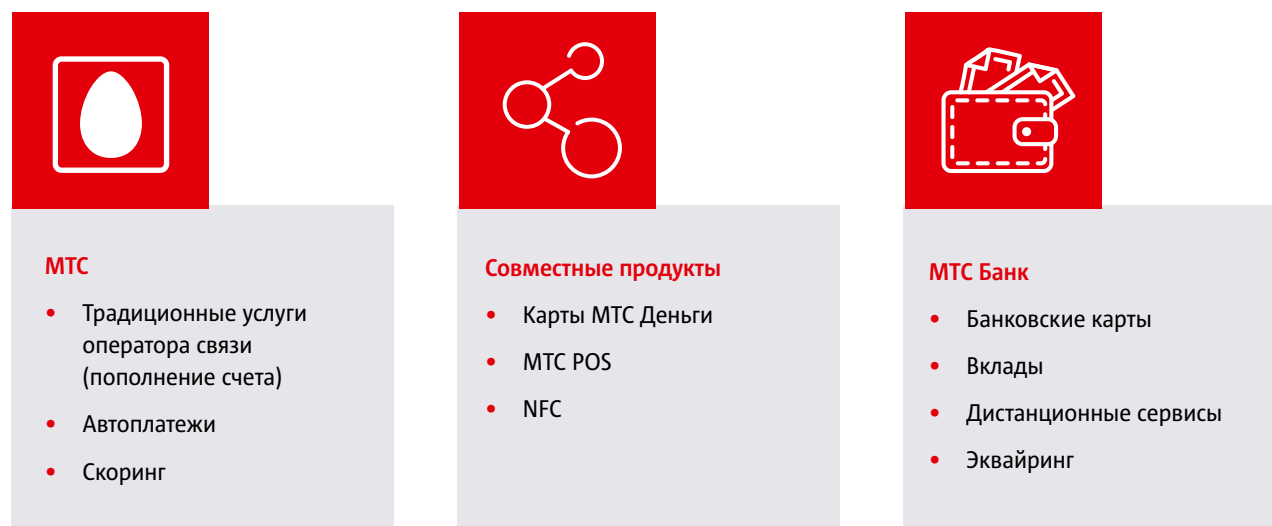 МТС
• Традиционные услуги
оператора связи
(пополнение счета)
• Автоплатежи
• Скоринг
Совместные продукты
• Карты МТС Деньги
• МТС POS
• NFC
МТС Банк
• Банковские карты
• Вклады
• Дистанционные сервисы
• Эквайринг